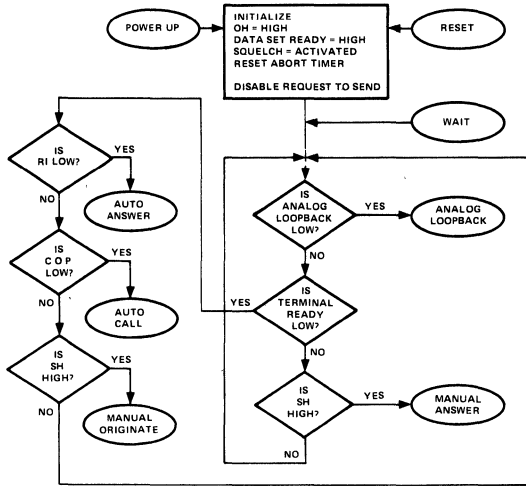 POWER UP
INITIALIZE
OH = HIGH
DATA SET READY = HIGH
SQUELCH = ACTIVATED
RESET ABORT TIMER
DISABLE REQUEST TO SEND
RESET
WAIT
IS
RI LOW?
YES
NO
AUTO
ANSWER
IS
ANALOG
LOOPBACK
LOW?
YES
NO
ANALOG
LOOPBACK
IS
C O P
LOW?
YES
NO
AUTO
CALL
YES
IS
TERMINAL
READY
LOW?
NO
IS
SH
HIGH?
YES
NO
MANUAL
ORIGINATE
IS
SH
HIGH?
YES
NO
MANUAL
ANSWER